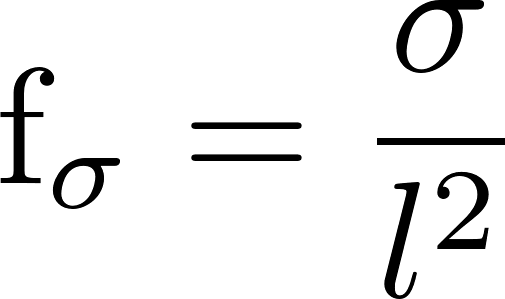 f_σ = σ / l²